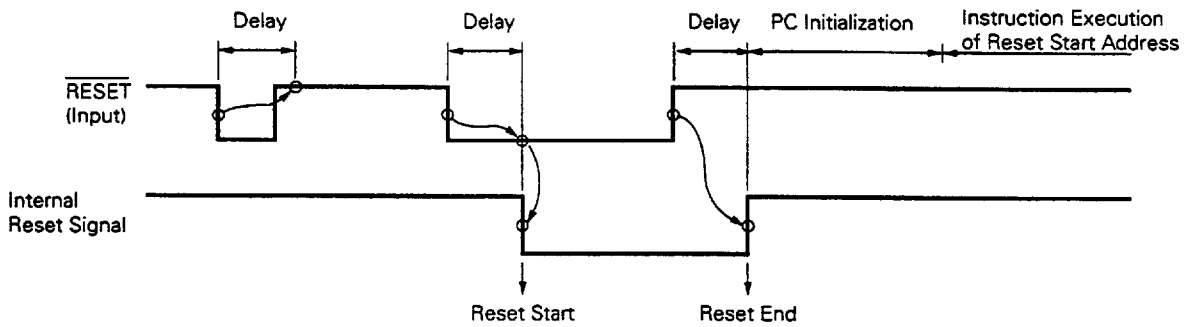 Delay
Delay
Delay
PC Initialization
Instruction Execution
of Reset Start Address
RESET
(Input)
Internal
Reset Signal
Reset Start
Reset End